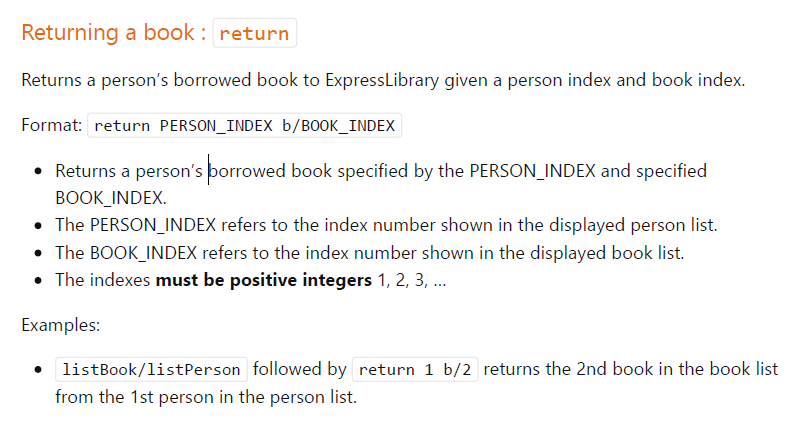 Returning a book : return
Returns a person’s borrowed book to ExpressLibrary given a person index and book index.
Format: return PERSON_INDEX b/BOOK_INDEX
• Returns a person’s borrowed book specified by the PERSON_INDEX and specified
BOOK_INDEX.
• The PERSON_INDEX refers to the index number shown in the displayed person list.
• The BOOK_INDEX refers to the index number shown in the displayed book list.
• The indexes must be positive integers 1, 2, 3, …
Examples:
• listBook/listPerson followed by return 1 b/2 returns the 2nd book in the book list
from the 1st person in the person list.